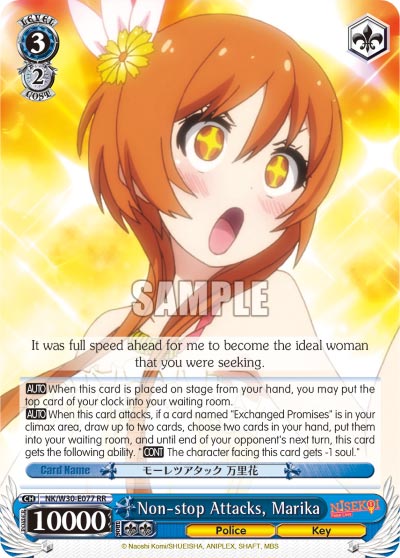 LEVEL
3
2
COST
SAMPLE
It was full speed ahead for me to become the ideal woman
that you were seeking.
AUTO When this card is placed on stage from your hand, you may put the
top card of your clock into your waiting room.
AUTO When this card attacks, if a card named "Exchanged Promises" is in your
climax area, draw up to two cards, choose two cards in your hand, put them
into your waiting room, and until end of your opponent's next turn, this card
gets the following ability. "CONT The character facing this card gets -1 soul."
Card Name モーレツアタック 万里花
CH NK/W30-E077 RR
Non-stop Attacks, Marika
NISEKOI
10000
Police Key
© Naoshi Komi/SHUEISHA, ANIPLEX, SHAFT, MBS